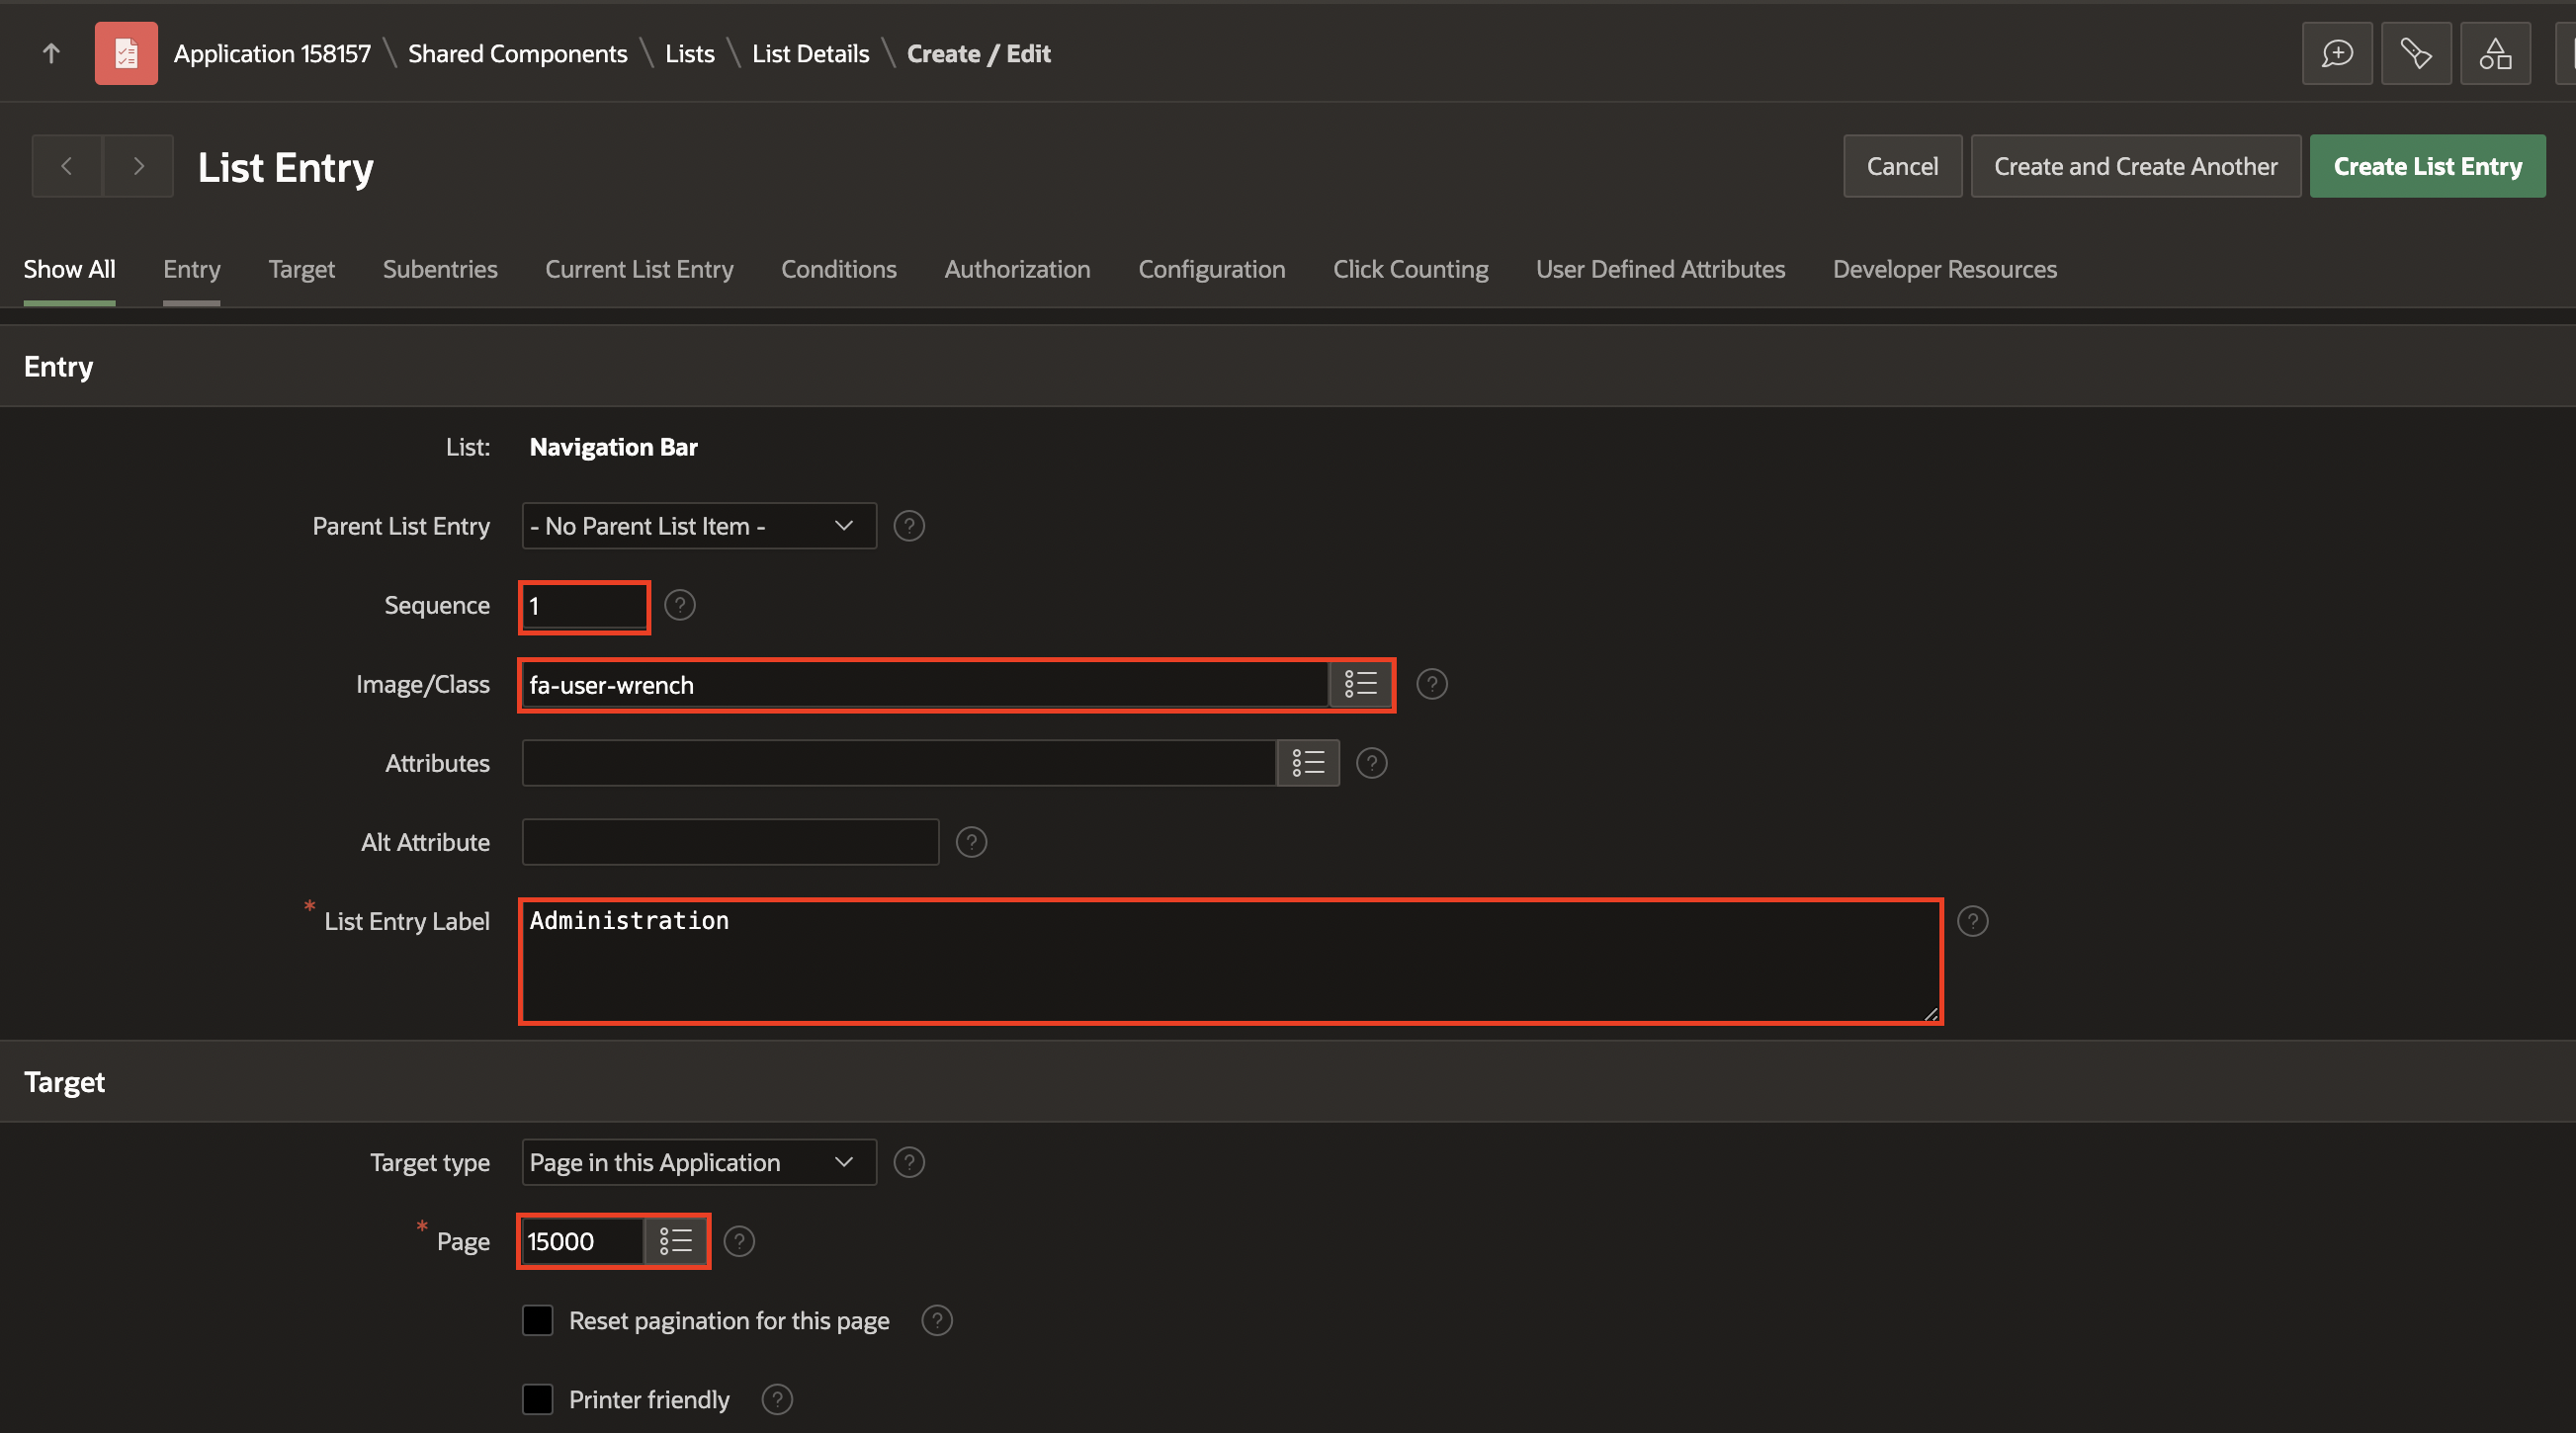 Application 158157 \ Shared Components \ Lists \ List Details \ Create / Edit
List Entry
Cancel
Create and Create Another
Create List Entry
Show All
Entry
Target
Subentries
Current List Entry
Conditions
Authorization
Configuration
Click Counting
User Defined Attributes
Developer Resources
Entry
List: Navigation Bar
Parent List Entry - No Parent List Item - ?
Sequence 1 ?
Image/Class fa-user-wrench ?
Attributes ?
Alt Attribute ?
* List Entry Label Administration ?
Target
Target type Page in this Application ?
* Page 15000 ?
Reset pagination for this page ?
Printer friendly ?